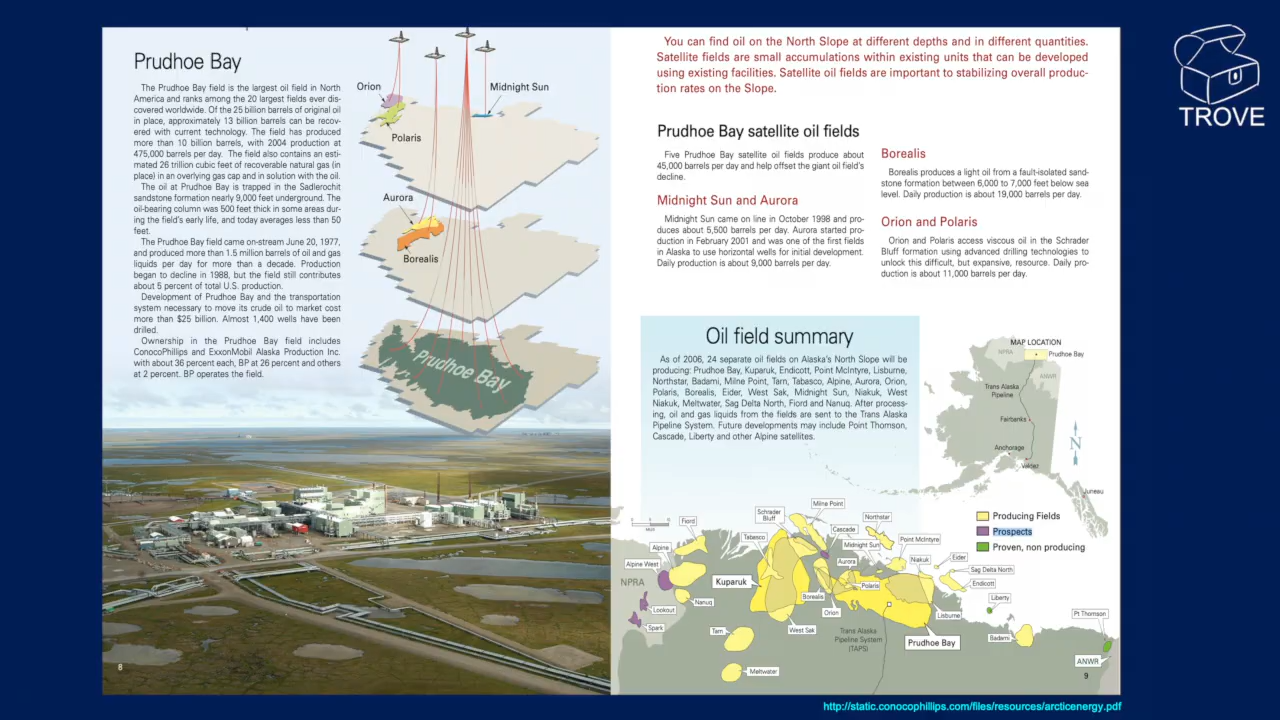 Prudhoe Bay
The Prudhoe Bay field is the largest oil field in North
America and ranks among the 20 largest fields ever dis-
covered worldwide. Of the 25 billion barrels of original oil
in place, approximately 13 billion barrels can be recov-
ered with current technology. The field has produced
more than 10 billion barrels, with 2004 production at
475,000 barrels per day. The field also contains an esti-
mated 26 trillion cubic feet of recoverable natural gas (in
place) in an overlying gas cap and in solution with the oil.
The oil at Prudhoe Bay is trapped in the Sadlerochit
sandstone formation nearly 9,000 feet underground. The
oil-bearing column was 500 feet thick in some areas dur-
ing the field's early life, and today averages less than 50
feet.
The Prudhoe Bay field came on-stream June 20, 1977,
and produced more than 1.5 million barrels of oil and gas
liquids per day for more than a decade. Production
began to decline in 1988, but the field still contributes
about 5 percent of total U.S. production.
Development of Prudhoe Bay and the transportation
system necessary to move its crude oil to market cost
more than $25 billion. Almost 1,400 wells have been
drilled.
Ownership in the Prudhoe Bay field includes
ConocoPhillips and ExxonMobil Alaska Production Inc.
with about 36 percent each, BP at 26 percent and others
at 2 percent. BP operates the field.
Orion
Midnight Sun
Polaris
Aurora
Borealis
Prudhoe Bay
8
You can find oil on the North Slope at different depths and in different quantities.
Satellite fields are small accumulations within existing units that can be developed
using existing facilities. Satellite oil fields are important to stabilizing overall produc-
tion rates on the Slope.
Prudhoe Bay satellite oil fields
Five Prudhoe Bay satellite oil fields produce about
45,000 barrels per day and help offset the giant oil field's
decline.
Midnight Sun and Aurora
Midnight Sun came on line in October 1998 and pro-
duces about 5,500 barrels per day. Aurora started pro-
duction in February 2001 and was one of the first fields
in Alaska to use horizontal wells for initial development.
Daily production is about 9,000 barrels per day.
Borealis
Borealis produces a light oil from a fault-isolated sand-
stone formation between 6,000 to 7,000 feet below sea
level. Daily production is about 19,000 barrels per day.
Orion and Polaris
Orion and Polaris access viscous oil in the Schrader
Bluff formation using advanced drilling technologies to
unlock this difficult, but expansive, resource. Daily pro-
duction is about 11,000 barrels per day.
Oil field summary
As of 2006, 24 separate oil fields on Alaska's North Slope will be
producing: Prudhoe Bay, Kuparuk, Endicott, Point McIntyre, Lisburne,
Northstar, Badami, Milne Point, Tarn, Tabasco, Alpine, Aurora, Orion,
Polaris, Borealis, Eider, West Sak, Midnight Sun, Niakuk, West
Niakuk, Meltwater, Sag Delta North, Fiord and Nanuq. After process-
ing, oil and gas liquids from the fields are sent to the Trans Alaska
Pipeline System. Future developments may include Point Thomson,
Cascade, Liberty and other Alpine satellites.
MAP LOCATION
NPRA
Prudhoe Bay
ANWR
Trans Alaska
Pipeline
Fairbanks
Anchorage
Valdez
N
Juneau
Producing Fields
Prospects
Proven, non producing
Milne Point
Schrader
Bluff
Northstar
Fiord
Cascade
Tabasco
Midnight Sun
Point McIntyre
Alpine
Aurora
Niakuk
Eider
Alpine West
Sag Delta North
NPRA
Kuparuk
Polaris
Endicott
Nanuq
Borealis
Liberty
Lookout
Orion
Lisburne
Pt Thomson
Spark
Tarn
West Sak
Trans Alaska
Pipeline System
(TAPS)
Prudhoe Bay
Badami
ANWR
Meltwater
9
TROVE
http://static.conocophillips.com/files/resources/arcticenergy.pdf